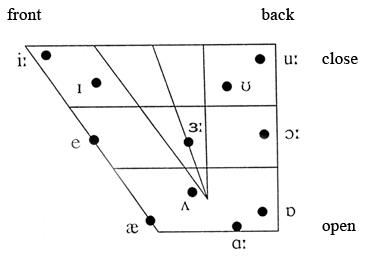 front back
iː uː close
ɪ ʊ
e ɜː ɔː
ʌ
æ ɒ
ɑː open